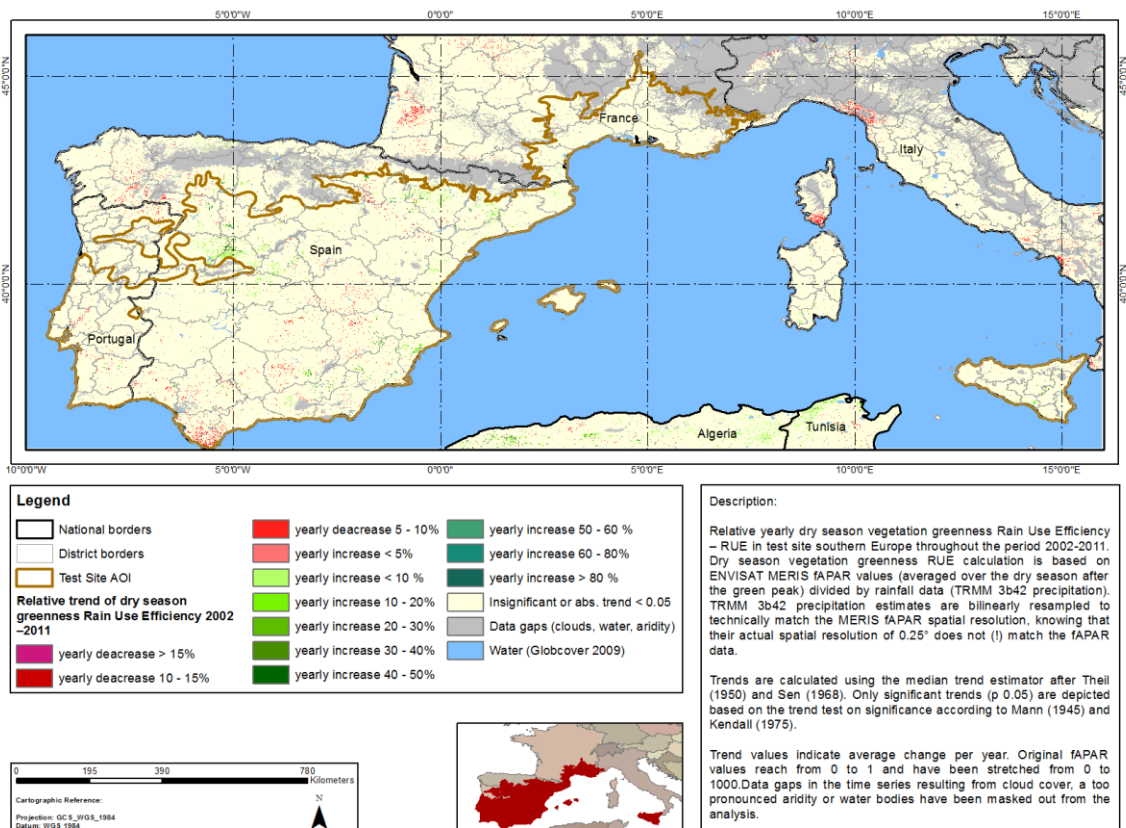 5°0'0"W 0°0'0" 5°0'0"E 10°0'0"E 15°0'0"E
45°0'0"N
45°0'0"N
France
Italy
Spain
40°0'0"N
40°0'0"N
Portugal
Algeria
Tunisia
10°0'0"W 5°0'0"W 0°0'0" 5°0'0"E 10°0'0"E 15°0'0"E
Legend
National borders
District borders
Test Site AOI
Relative trend of dry season
greenness Rain Use Efficiency 2002
–2011
yearly deacrease > 15%
yearly deacrease 10 - 15%
yearly deacrease 5 - 10%
yearly increase < 5%
yearly increase < 10 %
yearly increase 10 - 20%
yearly increase 20 - 30%
yearly increase 30 - 40%
yearly increase 40 - 50%
yearly increase 50 - 60 %
yearly increase 60 - 80%
yearly increase > 80 %
Insignificant or abs. trend < 0.05
Data gaps (clouds, water, aridity)
Water (Globcover 2009)
Description:
Relative yearly dry season vegetation greenness Rain Use Efficiency
– RUE in test site southern Europe throughout the period 2002-2011.
Dry season vegetation greenness RUE calculation is based on
ENVISAT MERIS fAPAR values (averaged over the dry season after
the green peak) divided by rainfall data (TRMM 3b42 precipitation).
TRMM 3b42 precipitation estimates are bilinearly resampled to
technically match the MERIS fAPAR spatial resolution, knowing that
their actual spatial resolution of 0.25° does not (!) match the fAPAR
data.
Trends are calculated using the median trend estimator after Theil
(1950) and Sen (1968). Only significant trends (p 0.05) are depicted
based on the trend test on significance according to Mann (1945) and
Kendall (1975).
Trend values indicate average change per year. Original fAPAR
values reach from 0 to 1 and have been stretched from 0 to
1000.Data gaps in the time series resulting from cloud cover, a too
pronounced aridity or water bodies have been masked out from the
analysis.
0 195 390 780
Kilometers
Cartographic Reference:
N
Projection: GCS_WGS_1984
Datum: WGS 1984